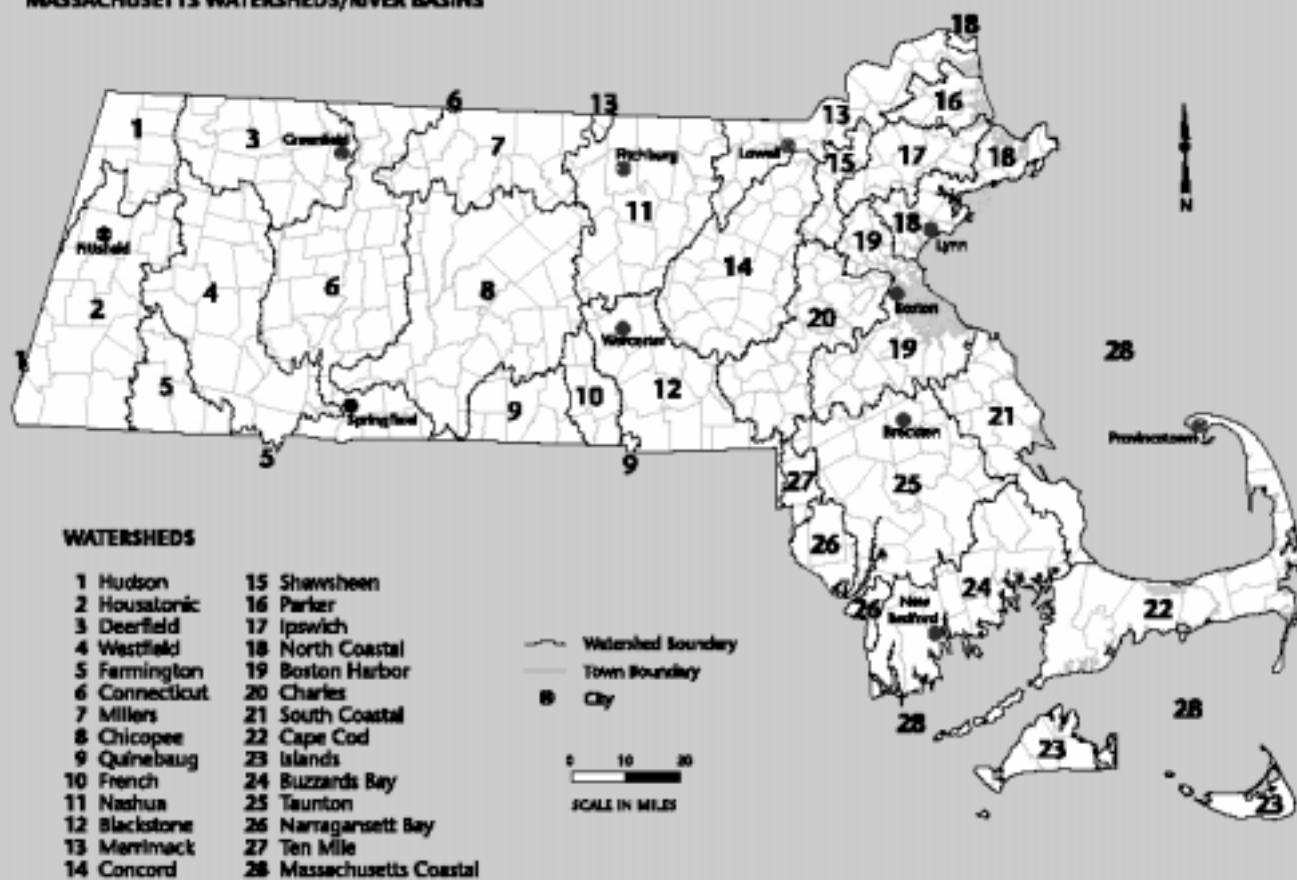 MASSACHUSETTS WATERSHEDS/RIVER BASINS
18
6
13
1
3
Greenfield
7
Fitchburg
11
Lowell
13
15
16
17
18
N
Pittsfield
2
4
6
8
14
19
18
Lynn
Boston
20
19
28
1
5
Springfield
9
10
Worcester
12
21
Provincetown
5
9
27
Brockton
25
26
26
New
Bedford
24
22
28
28
23
23
WATERSHEDS
1 Hudson
2 Housatonic
3 Deerfield
4 Westfield
5 Farmington
6 Connecticut
7 Millers
8 Chicopee
9 Quinebaug
10 French
11 Nashua
12 Blackstone
13 Merrimack
14 Concord
15 Shawsheen
16 Parker
17 Ipswich
18 North Coastal
19 Boston Harbor
20 Charles
21 South Coastal
22 Cape Cod
23 Islands
24 Buzzards Bay
25 Taunton
26 Narragansett Bay
27 Ten Mile
28 Massachusetts Coastal
Watershed Boundary
Town Boundary
City
0 10 20
SCALE IN MILES